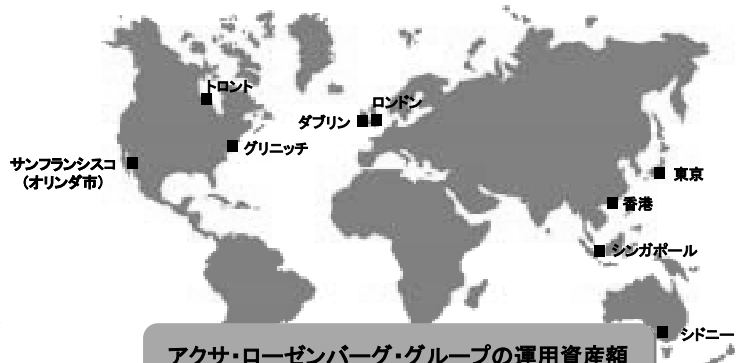 トロント
ロンドン
ダブリン
グリニッチ
サンフランシスコ
(オリンダ市)
東京
香港
シンガポール
シドニー
アクサ・ローゼンバーグ・グループの運用資産額